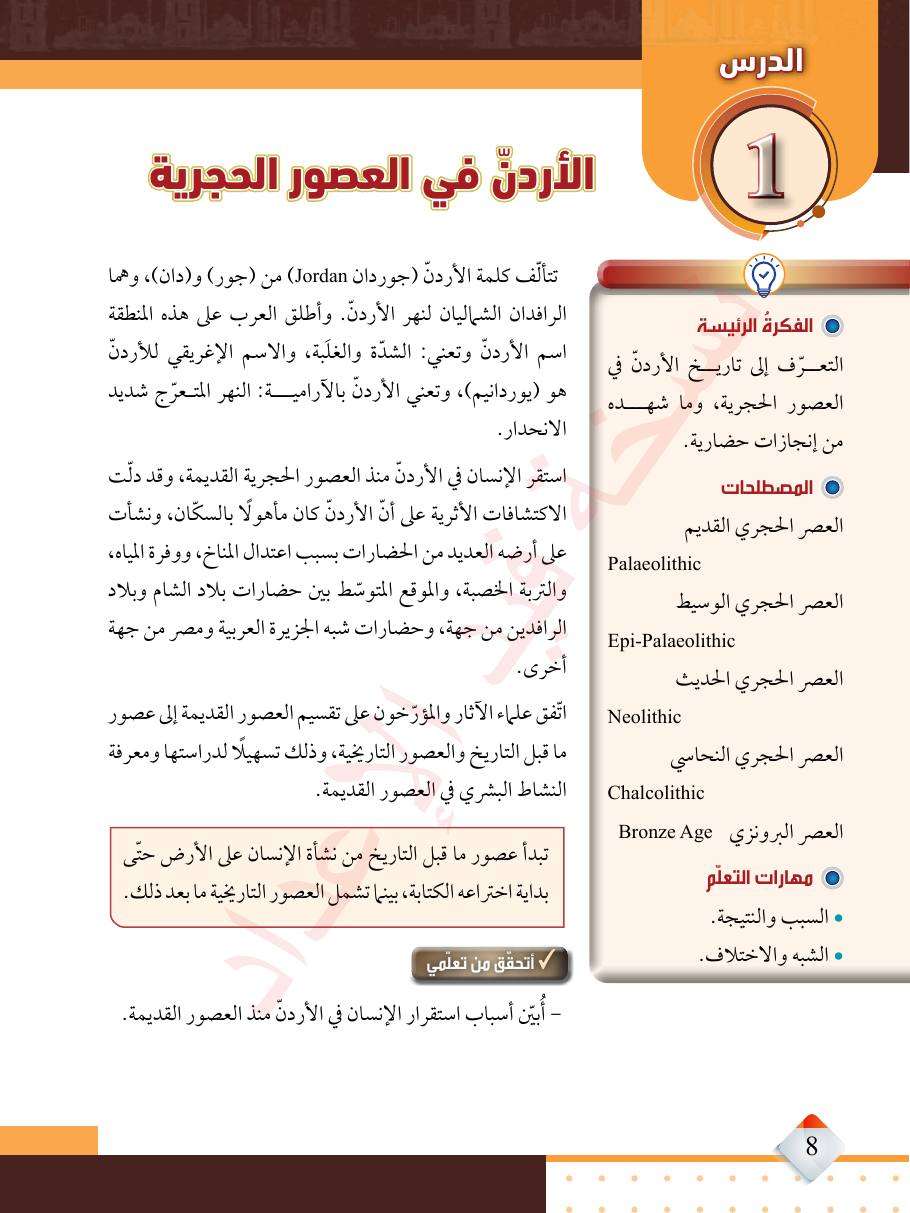 الدرس
1
الأردنّ في العصور الحجرية
الفكرةُ الرئيسة
التعـــرّف إلى تاريـــخ الأردنّ في
العصور الحجرية، وما شهـــده
من إنجازات حضارية.
المصطلحات
العصر الحجري القديم
Palaeolithic
العصر الحجري الوسيط
Epi-Palaeolithic
العصر الحجري الحديث
Neolithic
العصر الحجري النحاسي
Chalcolithic
العصر البرونزي Bronze Age
مهارات التعلّم
• السبب والنتيجة.
• الشبه والاختلاف.
تتألّف كلمة الأردنّ (جوردان Jordan) من (جور) و(دان)، وهما
الرافدان الشماليان لنهر الأردنّ. وأطلق العرب على هذه المنطقة
اسم الأردنّ وتعني: الشدّة والغلَبة، والاسم الإغريقي للأردنّ
هو (يوردانيم)، وتعني الأردنّ بالآراميـــة: النهر المتعرّج شديد
الانحدار.
استقر الإنسان في الأردنّ منذ العصور الحجرية القديمة، وقد دلّت
الاكتشافات الأثرية على أنّ الأردنّ كان مأهولًا بالسكّان، ونشأت
على أرضه العديد من الحضارات بسبب اعتدال المناخ، ووفرة المياه،
والتربة الخصبة، والموقع المتوسّط بين حضارات بلاد الشام وبلاد
الرافدين من جهة، وحضارات شبه الجزيرة العربية ومصر من جهة
أخرى.
اتّفق علماء الآثار والمؤرّخون على تقسيم العصور القديمة إلى عصور
ما قبل التاريخ والعصور التاريخية، وذلك تسهيلًا لدراستها ومعرفة
النشاط البشري في العصور القديمة.
تبدأ عصور ما قبل التاريخ من نشأة الإنسان على الأرض حتّى
بداية اختراعه الكتابة، بينما تشمل العصور التاريخية ما بعد ذلك.
أتحقّق من تعلّمي
– أُبيّن أسباب استقرار الإنسان في الأردنّ منذ العصور القديمة.
نسخة قيد الإعداد
8